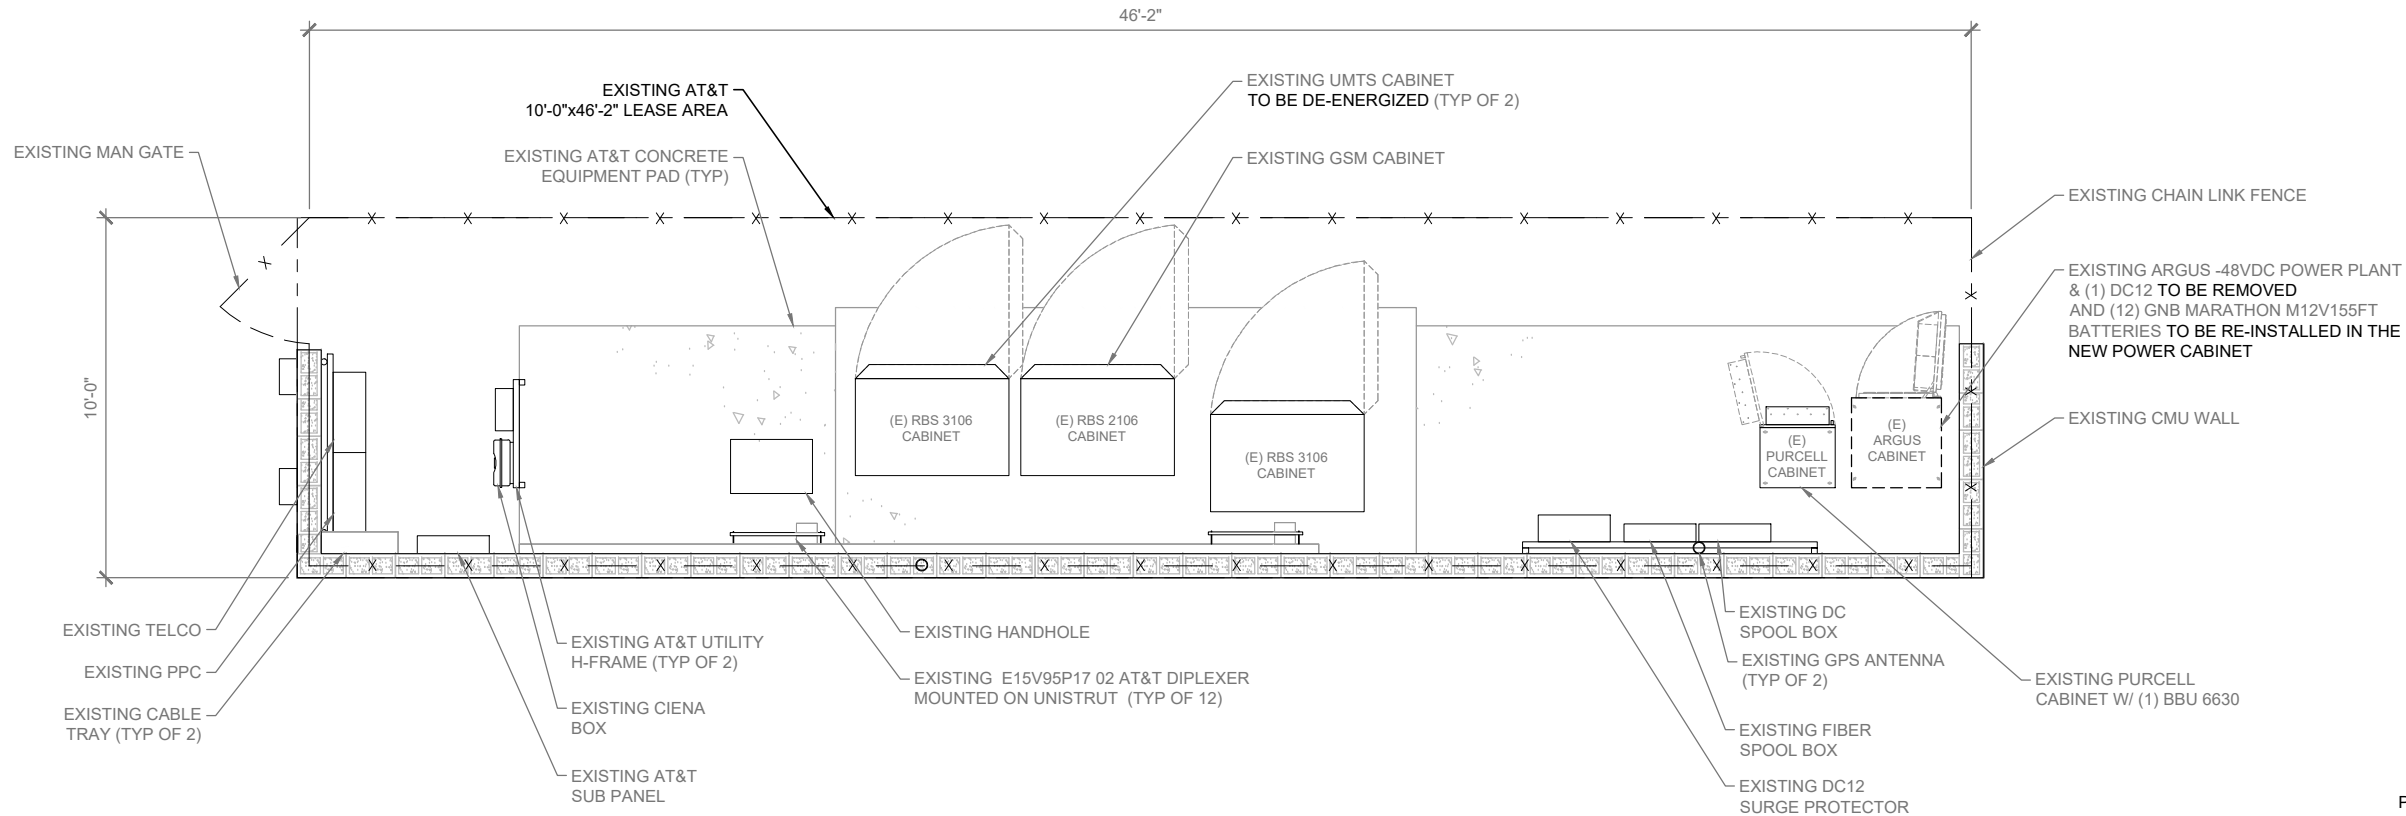 46'-2"
EXISTING AT&T
10'-0"x46'-2" LEASE AREA
EXISTING UMTS CABINET
TO BE DE-ENERGIZED (TYP OF 2)
EXISTING MAN GATE
EXISTING AT&T CONCRETE
EQUIPMENT PAD (TYP)
EXISTING GSM CABINET
EXISTING CHAIN LINK FENCE
EXISTING ARGUS -48VDC POWER PLANT
& (1) DC12 TO BE REMOVED
AND (12) GNB MARATHON M12V155FT
BATTERIES TO BE RE-INSTALLED IN THE
NEW POWER CABINET
10'-0"
(E) RBS 3106
CABINET
(E) RBS 2106
CABINET
(E) RBS 3106
CABINET
(E)
PURCELL
CABINET
(E)
ARGUS
CABINET
EXISTING CMU WALL
EXISTING TELCO
EXISTING PPC
EXISTING CABLE
TRAY (TYP OF 2)
EXISTING AT&T UTILITY
H-FRAME (TYP OF 2)
EXISTING CIENA
BOX
EXISTING AT&T
SUB PANEL
EXISTING HANDHOLE
EXISTING E15V95P17 02 AT&T DIPLEXER
MOUNTED ON UNISTRUT (TYP OF 12)
EXISTING DC
SPOOL BOX
EXISTING GPS ANTENNA
(TYP OF 2)
EXISTING FIBER
SPOOL BOX
EXISTING DC12
SURGE PROTECTOR
EXISTING PURCELL
CABINET W/ (1) BBU 6630